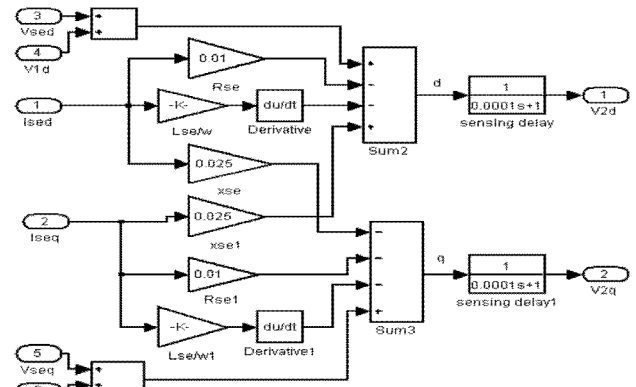 3
Vsed
4
V1d
0.01
Rse
1
Ised
-K-
Lse/w
du/dt
Derivative
d
Sum2
1
0.0001s+1
sensing delay
1
V2d
0.025
xse
2
Iseq
0.025
xse1
0.01
Rse1
q
Sum3
1
0.0001s+1
sensing delay1
2
V2q
-K-
Lse/w1
du/dt
Derivative1
5
Vseq